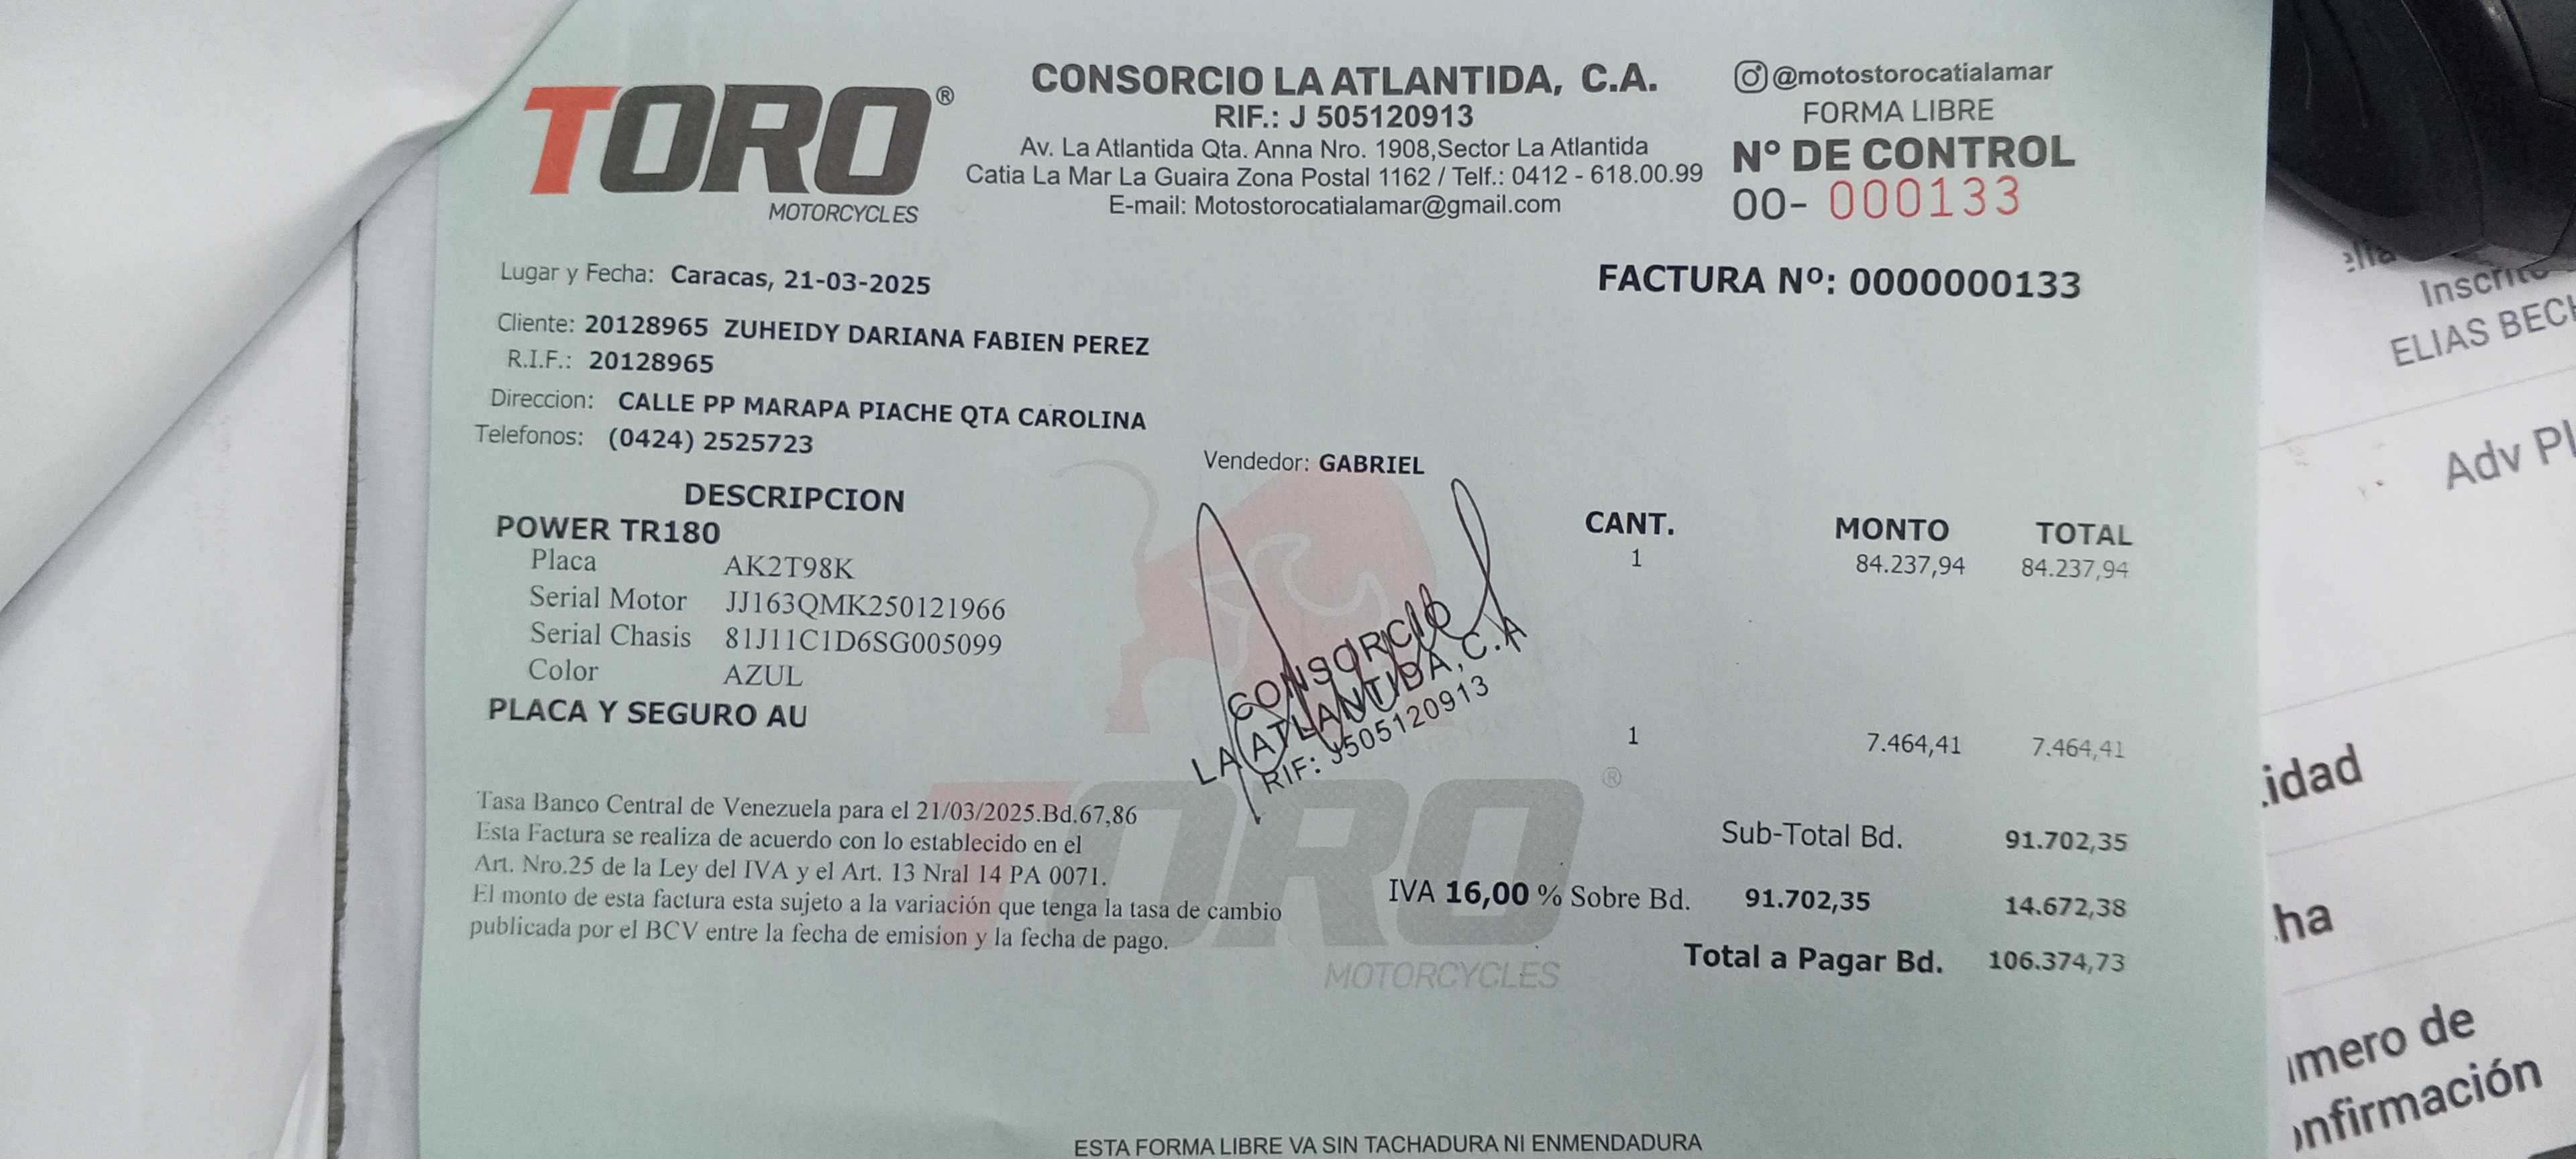 TORO®
MOTORCYCLES
CONSORCIO LA ATLANTIDA, C.A.
RIF.: J 505120913
Av. La Atlantida Qta. Anna Nro. 1908,Sector La Atlantida
Catia La Mar La Guaira Zona Postal 1162 / Telf.: 0412 - 618.00.99
E-mail: Motostorocatialamar@gmail.com
@motostorocatialamar
FORMA LIBRE
N° DE CONTROL
00- 000133
Lugar y Fecha: Caracas, 21-03-2025
FACTURA Nº: 0000000133
Cliente: 20128965 ZUHEIDY DARIANA FABIEN PEREZ
R.I.F.: 20128965
Direccion: CALLE PP MARAPA PIACHE QTA CAROLINA
Telefonos: (0424) 2525723
Vendedor: GABRIEL
DESCRIPCION CANT. MONTO TOTAL
POWER TR180 1 84.237,94 84.237,94
Placa AK2T98K
Serial Motor JJ163QMK250121966
Serial Chasis 81J11C1D6SG005099
Color AZUL
PLACA Y SEGURO AU 1 7.464,41 7.464,41
CONSORCIO
LA ATLANTIDA, C.A
RIF: J505120913
Tasa Banco Central de Venezuela para el 21/03/2025.Bd.67,86
Esta Factura se realiza de acuerdo con lo establecido en el
Art. Nro.25 de la Ley del IVA y el Art. 13 Nral 14 PA 0071.
El monto de esta factura esta sujeto a la variación que tenga la tasa de cambio
publicada por el BCV entre la fecha de emision y la fecha de pago.
Sub-Total Bd. 91.702,35
IVA 16,00 % Sobre Bd. 91.702,35 14.672,38
Total a Pagar Bd. 106.374,73
TORO®
MOTORCYCLES
ESTA FORMA LIBRE VA SIN TACHADURA NI ENMENDADURA
ELIAS
Adv
de